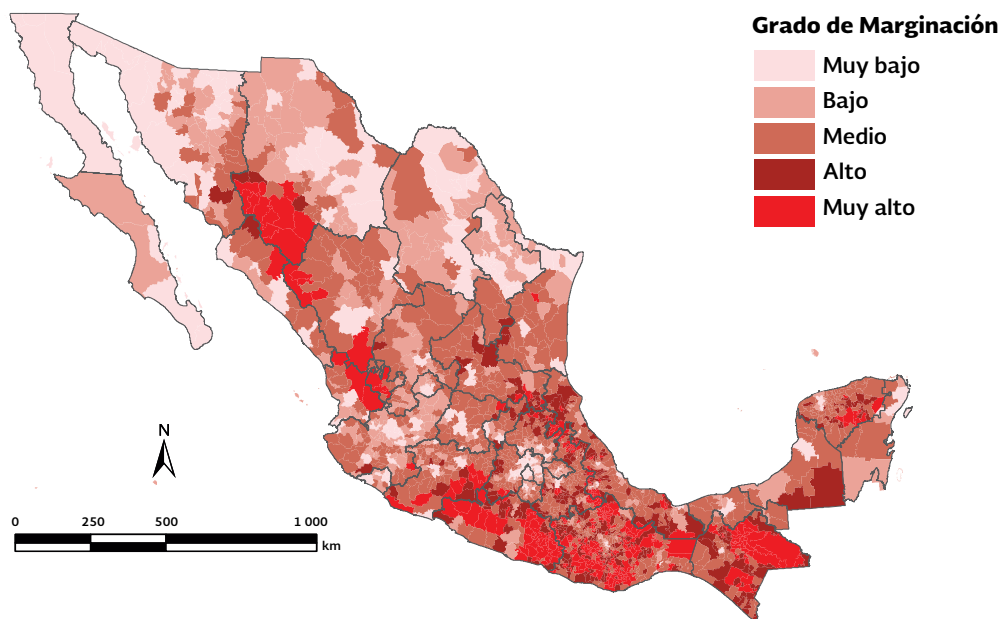 Grado de Marginación
Muy bajo
Bajo
Medio
Alto
Muy alto
N
0 250 500 1 000
km